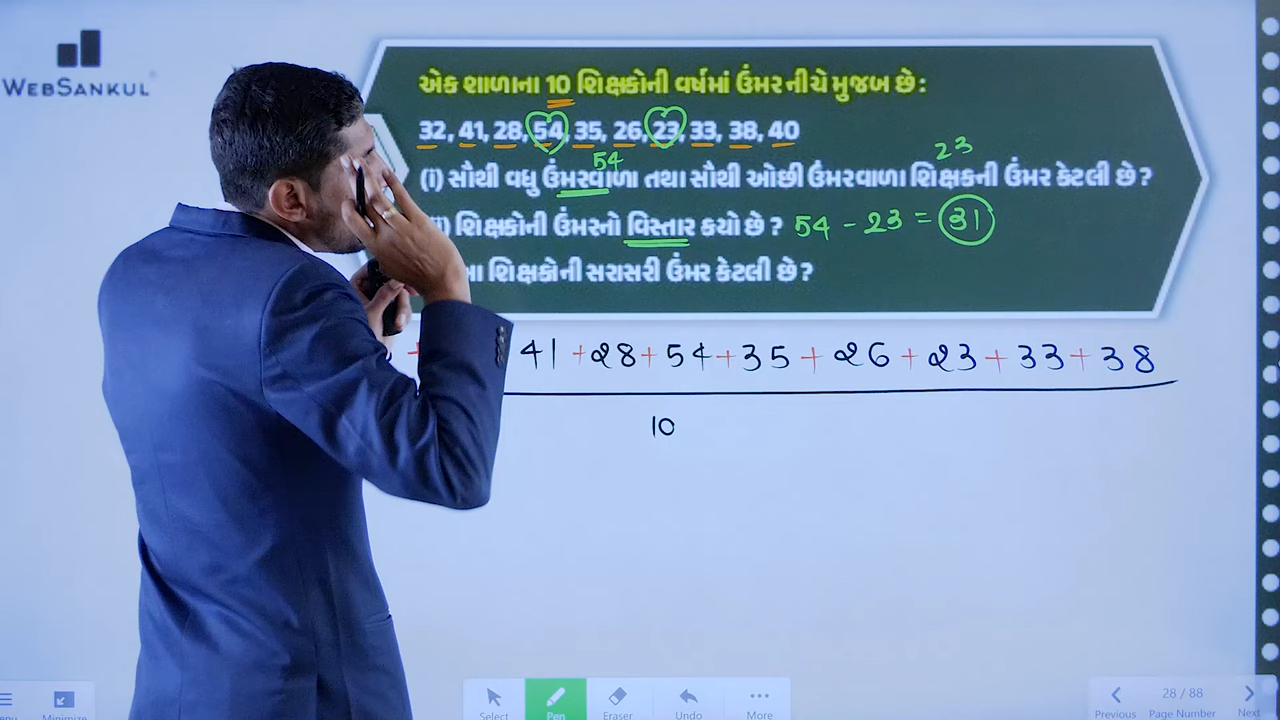 WEBSANKUL
એક શાળાના 10 શિક્ષકોની વર્ષમાં ઉંમર નીચે મુજબ છે:
32, 41, 28, 54, 35, 26, 23, 33, 38, 40
54 23
(i) સૌથી વધુ ઉંમરવાળા તથા સૌથી ઓછી ઉંમરવાળા શિક્ષકની ઉંમર કેટલી છે?
શિક્ષકોની ઉંમરનો વિસ્તાર કયો છે? 54 - 23 = 31
શિક્ષકોની સરાસરી ઉંમર કેટલી છે?
+ 41 + 28 + 54 + 35 + 26 + 23 + 33 + 38
10
Select Pen Eraser Undo More
Minimize
Previous 28 / 88 Page Number Next